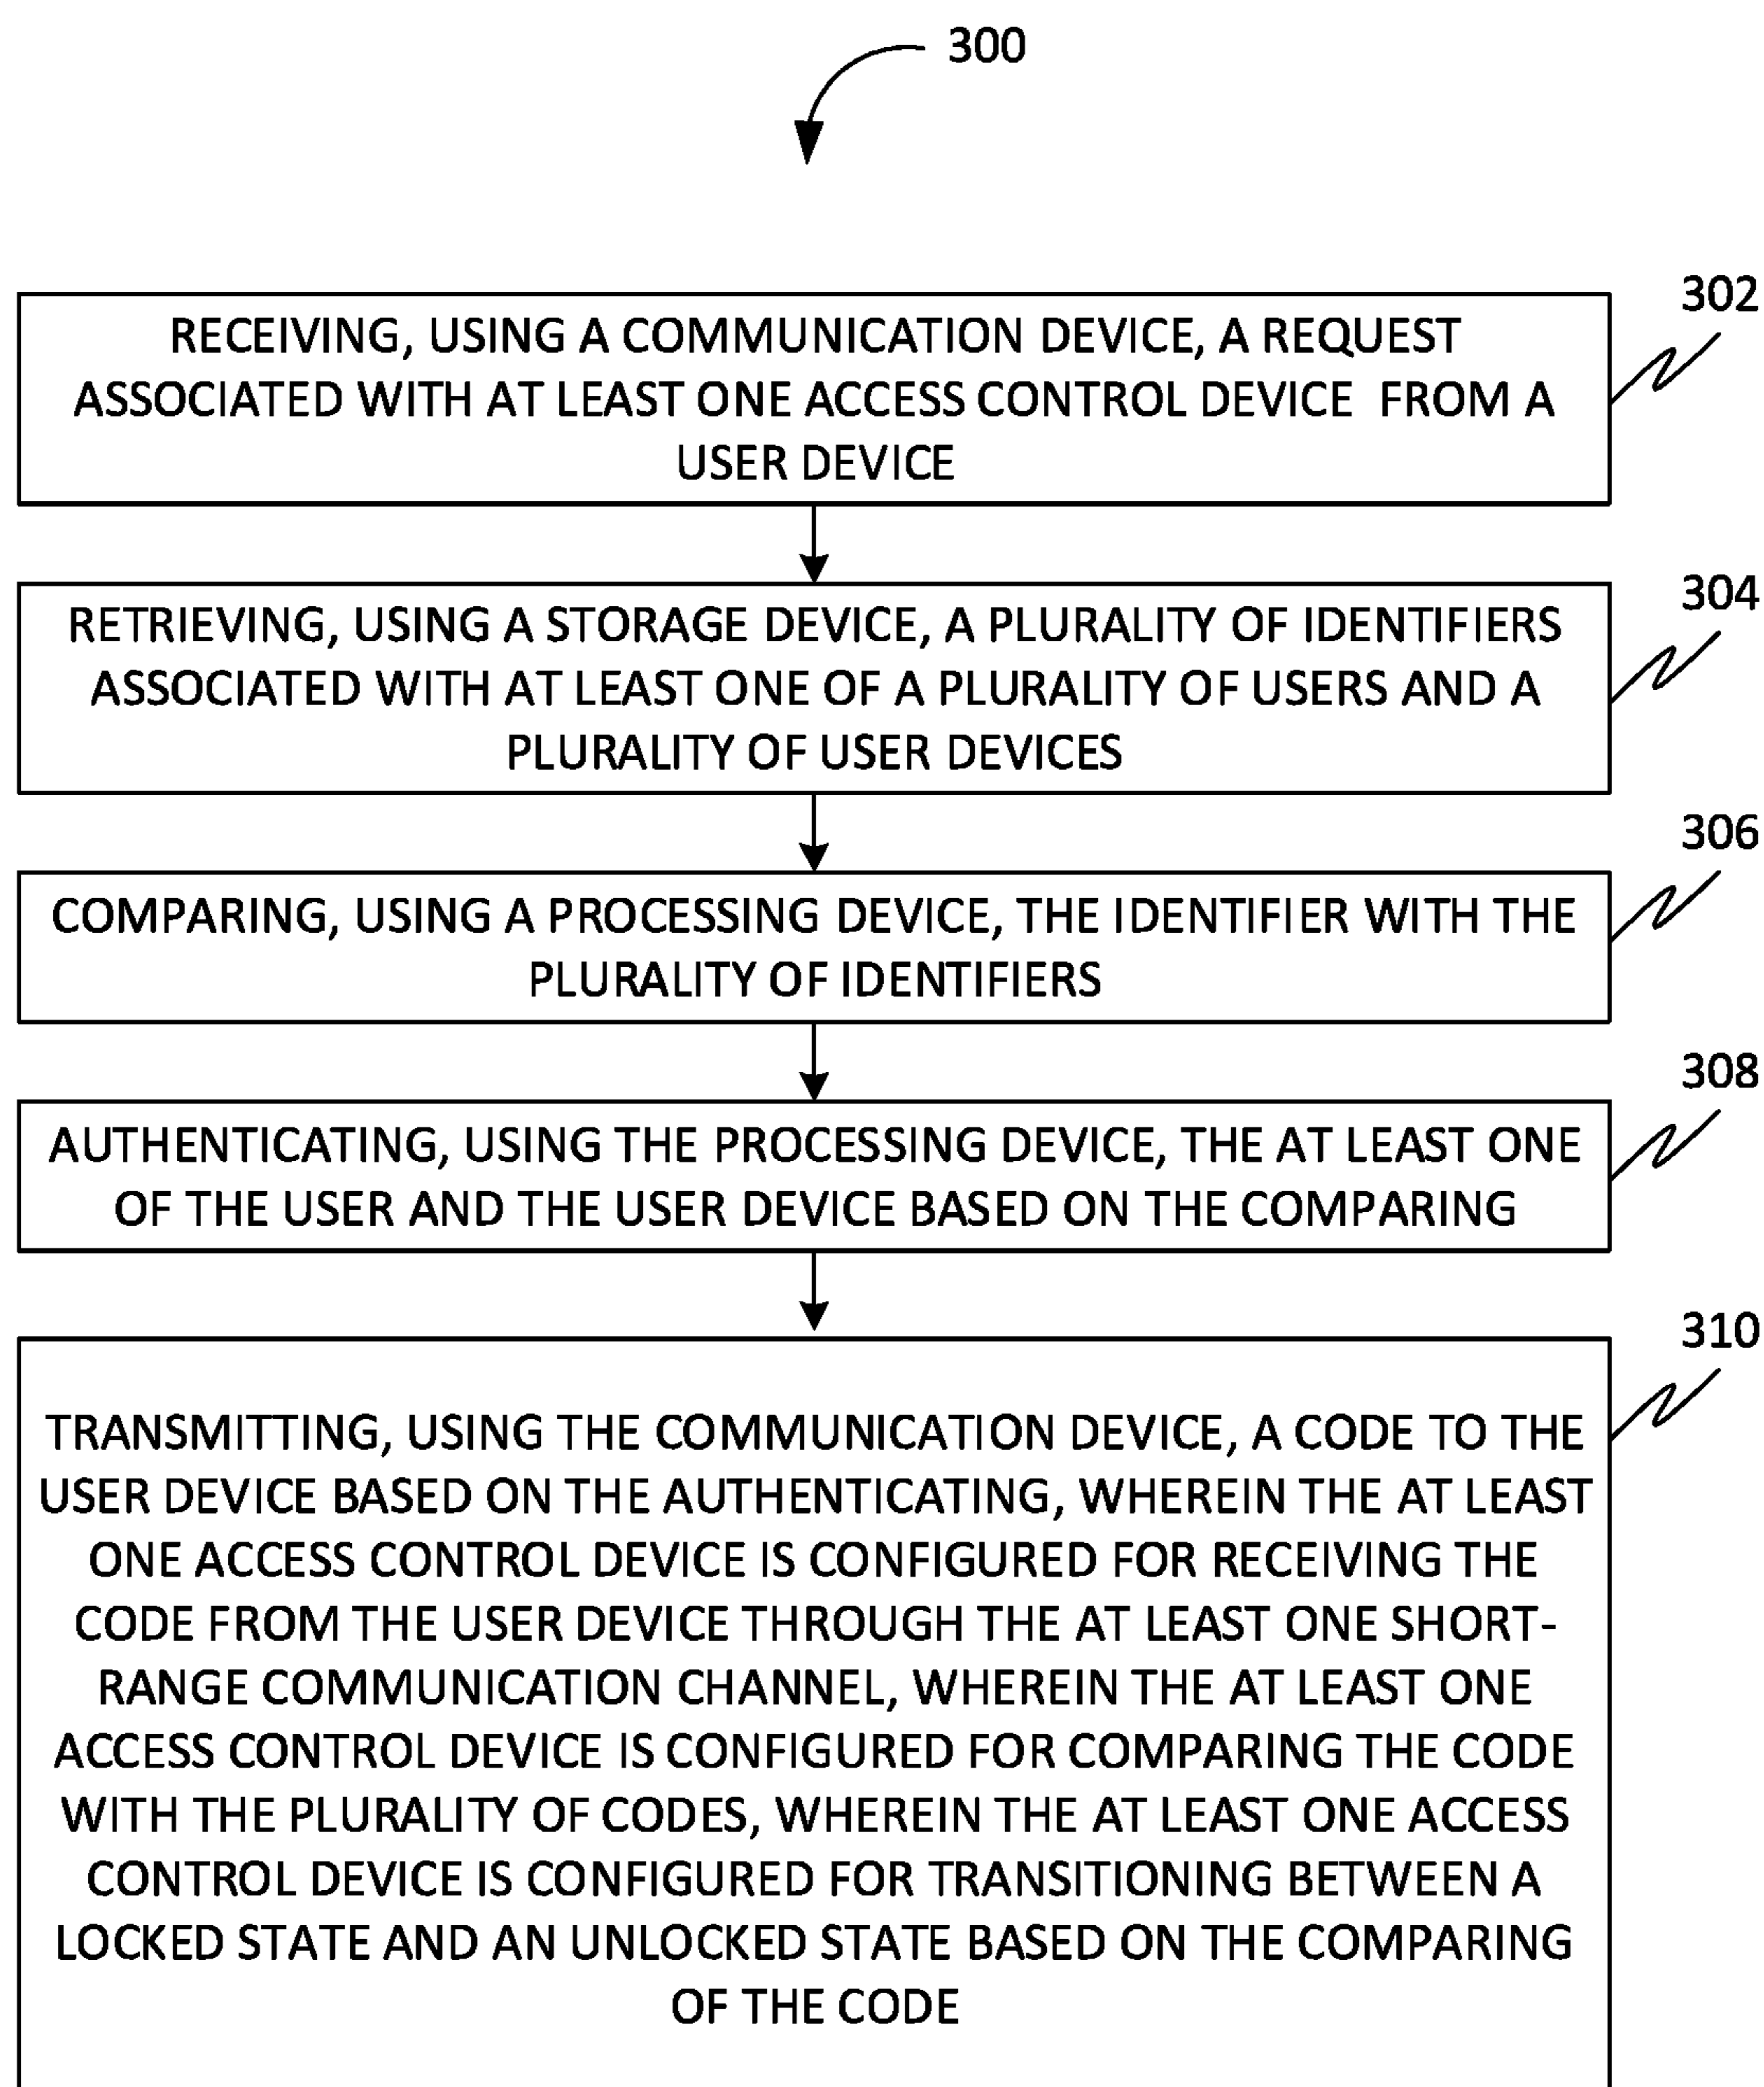 300
302
RECEIVING, USING A COMMUNICATION DEVICE, A REQUEST
ASSOCIATED WITH AT LEAST ONE ACCESS CONTROL DEVICE FROM A
USER DEVICE
304
RETRIEVING, USING A STORAGE DEVICE, A PLURALITY OF IDENTIFIERS
ASSOCIATED WITH AT LEAST ONE OF A PLURALITY OF USERS AND A
PLURALITY OF USER DEVICES
306
COMPARING, USING A PROCESSING DEVICE, THE IDENTIFIER WITH THE
PLURALITY OF IDENTIFIERS
308
AUTHENTICATING, USING THE PROCESSING DEVICE, THE AT LEAST ONE
OF THE USER AND THE USER DEVICE BASED ON THE COMPARING
310
TRANSMITTING, USING THE COMMUNICATION DEVICE, A CODE TO THE
USER DEVICE BASED ON THE AUTHENTICATING, WHEREIN THE AT LEAST
ONE ACCESS CONTROL DEVICE IS CONFIGURED FOR RECEIVING THE
CODE FROM THE USER DEVICE THROUGH THE AT LEAST ONE SHORT-
RANGE COMMUNICATION CHANNEL, WHEREIN THE AT LEAST ONE
ACCESS CONTROL DEVICE IS CONFIGURED FOR COMPARING THE CODE
WITH THE PLURALITY OF CODES, WHEREIN THE AT LEAST ONE ACCESS
CONTROL DEVICE IS CONFIGURED FOR TRANSITIONING BETWEEN A
LOCKED STATE AND AN UNLOCKED STATE BASED ON THE COMPARING
OF THE CODE